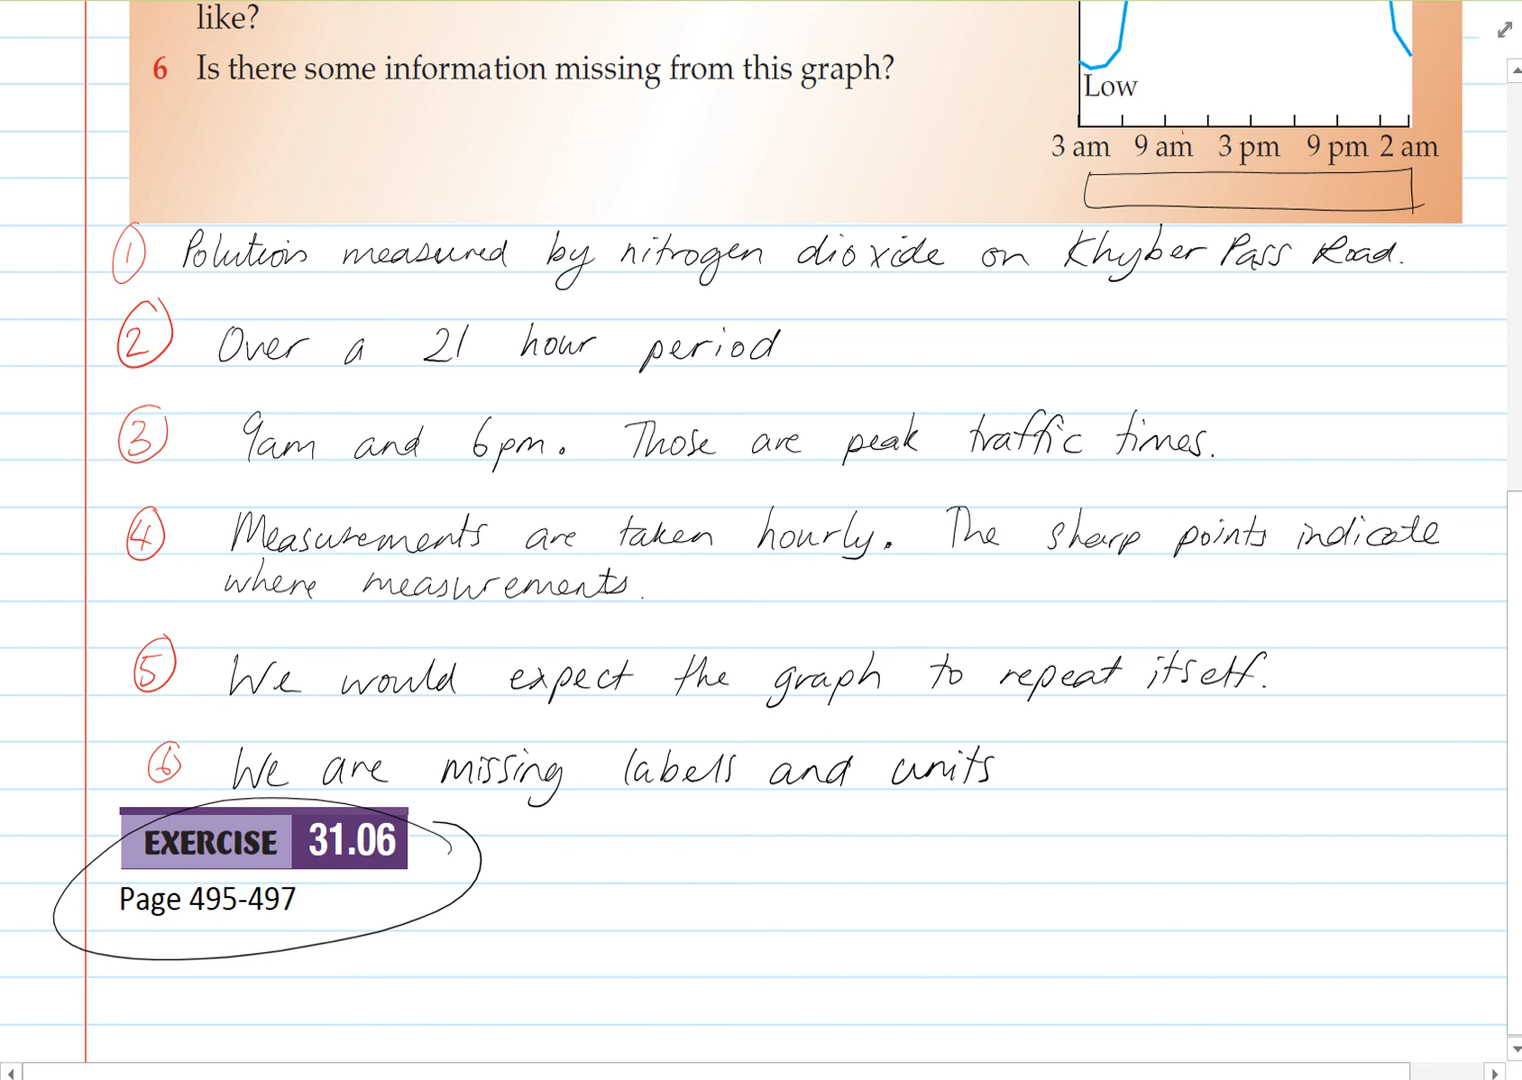 like?
6 Is there some information missing from this graph?
Low
3 am 9 am 3 pm 9 pm 2 am
1 Polution measured by nitrogen dioxide on Khyber Pass Road.
2 Over a 21 hour period
3 9am and 6pm. Those are peak traffic times.
4 Measurements are taken hourly. The sharp points indicate
where measurements.
5 We would expect the graph to repeat itself.
6 We are missing labels and units
EXERCISE 31.06
Page 495-497